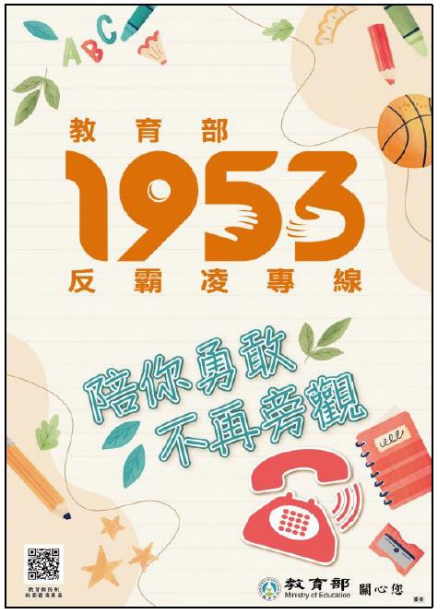 ABC
教育部
1953
反霸凌專線
陪你勇敢
不再旁觀
教育部
Ministry of Education
關心您